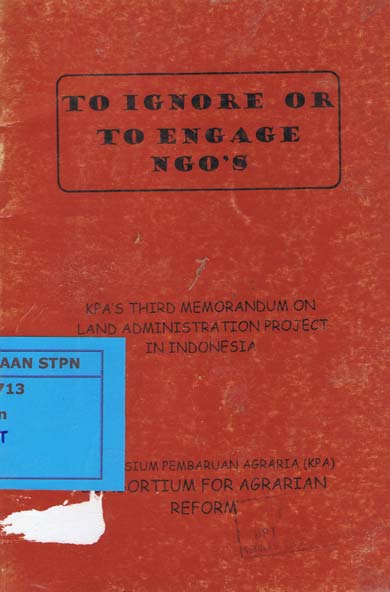 TO IGNORE OR
TO ENGAGE
NGO'S
KPA'S THIRD MEMORANDUM ON
LAND ADMINISTRATION PROJECT
IN INDONESIA
AAN STPN
713
n
T
SIUM PEMBARUAN AGRARIA (KPA)
ORTIUM FOR AGRARIAN
REFORM